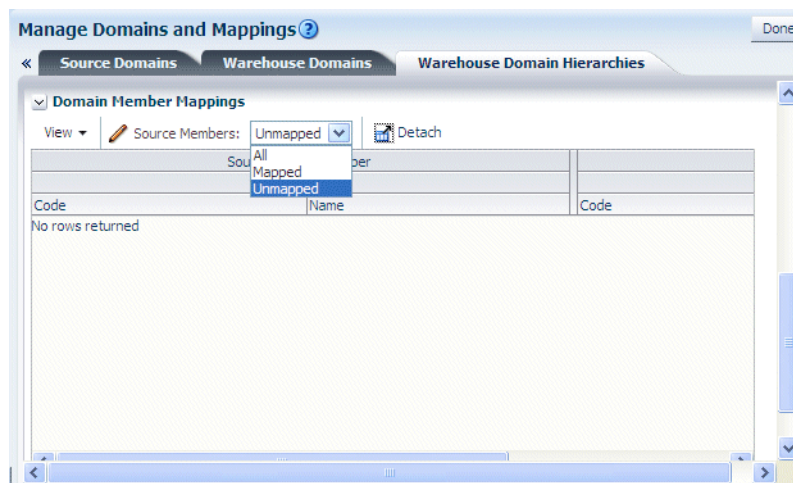 Manage Domains and Mappings ?
Done
« Source Domains Warehouse Domains Warehouse Domain Hierarchies
Domain Member Mappings
View Source Members: Unmapped Detach
All
Mapped
Unmapped
Code Name Code
No rows returned